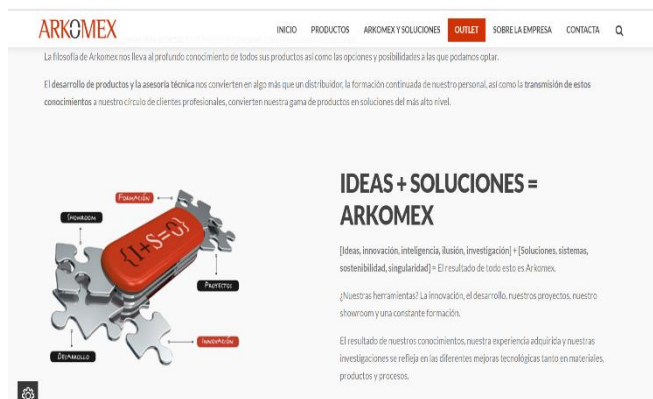 ARKOMEX
INICIO PRODUCTOS ARKOMEX Y SOLUCIONES OUTLET SOBRE LA EMPRESA CONTACTA
La filosofía de Arkomex nos lleva al profundo conocimiento de todos sus productos así como las opciones y posibilidades a las que podamos optar.
El desarrollo de productos y la asesoría técnica nos convierten en algo más que un distribuidor, la formación continuada de nuestro personal, así como la transmisión de estos
conocimientos a nuestro círculo de clientes profesionales, convierten nuestra gama de productos en soluciones del más alto nivel.
FORMACIÓN
SHOWROOM
{I+S=O}
PROYECTOS
INNOVACIÓN
DESARROLLO
IDEAS + SOLUCIONES =
ARKOMEX
[Ideas, innovación, inteligencia, ilusión, investigación] + [Soluciones, sistemas,
sostenibilidad, singularidad] = El resultado de todo esto es Arkomex.
¿Nuestras herramientas? La innovación, el desarrollo, nuestros proyectos, nuestro
showroom y una constante formación.
El resultado de nuestros conocimientos, nuestra experiencia adquirida y nuestras
investigaciones se refleja en las diferentes mejoras tecnológicas tanto en materiales,
productos y procesos.